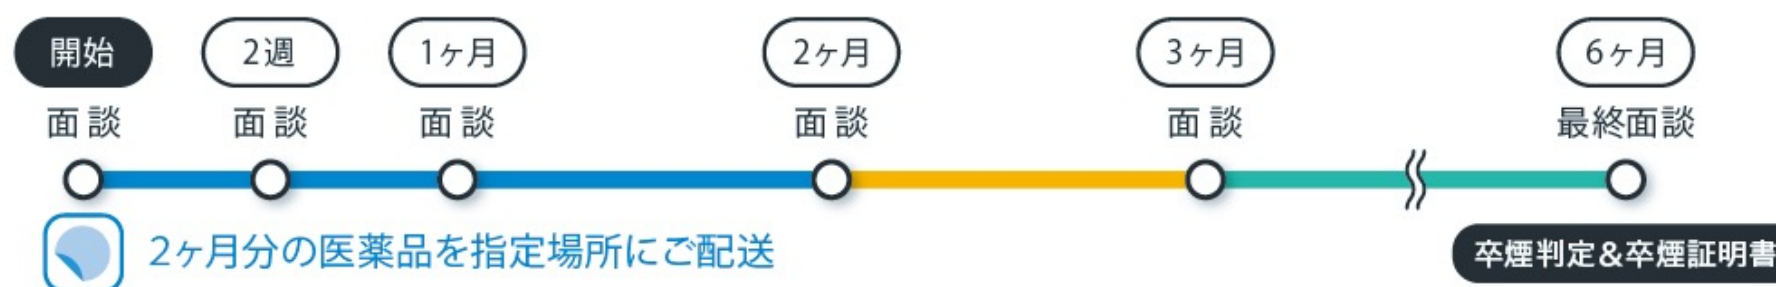 開始 2週 1ヶ月 2ヶ月 3ヶ月 6ヶ月
面談 面談 面談 面談 面談 最終面談
2ヶ月分の医薬品を指定場所にご配送
卒煙判定&卒煙証明書